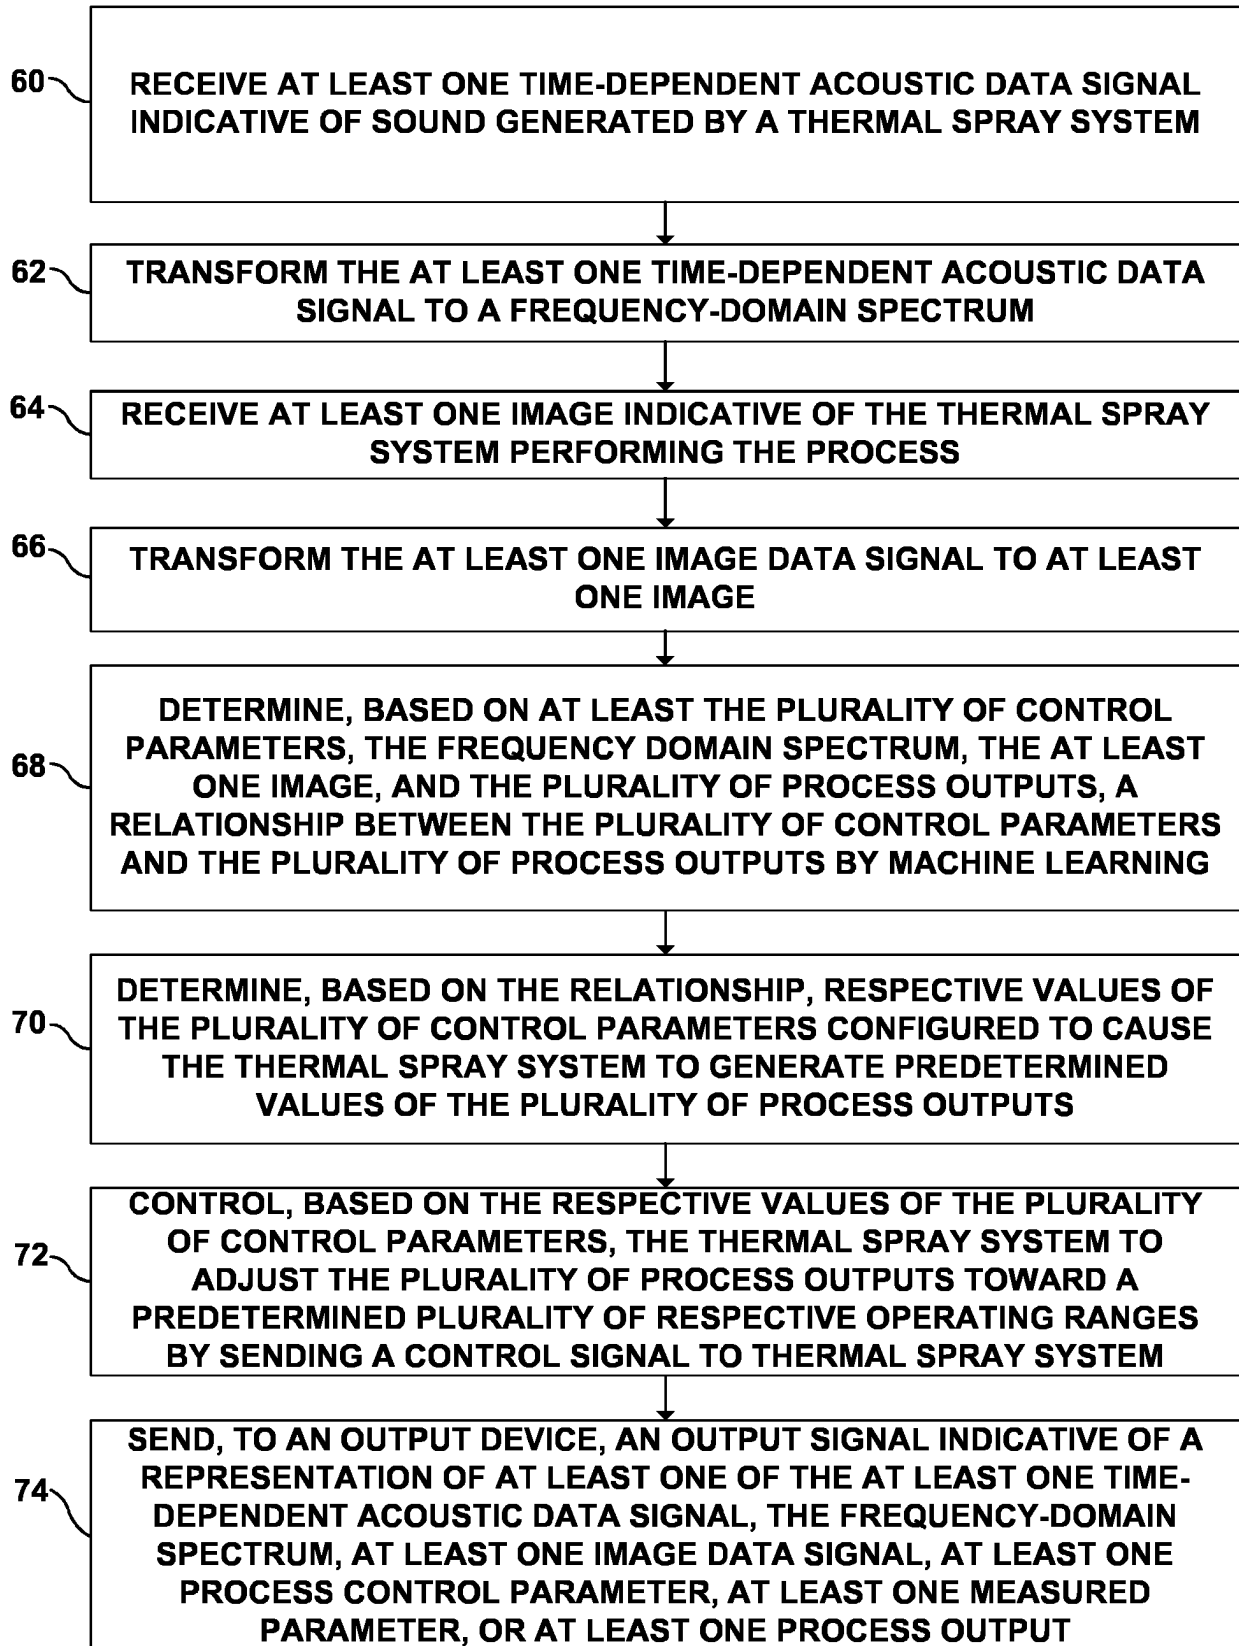 60
RECEIVE AT LEAST ONE TIME-DEPENDENT ACOUSTIC DATA SIGNAL
INDICATIVE OF SOUND GENERATED BY A THERMAL SPRAY SYSTEM
62
TRANSFORM THE AT LEAST ONE TIME-DEPENDENT ACOUSTIC DATA
SIGNAL TO A FREQUENCY-DOMAIN SPECTRUM
64
RECEIVE AT LEAST ONE IMAGE INDICATIVE OF THE THERMAL SPRAY
SYSTEM PERFORMING THE PROCESS
66
TRANSFORM THE AT LEAST ONE IMAGE DATA SIGNAL TO AT LEAST
ONE IMAGE
68
DETERMINE, BASED ON AT LEAST THE PLURALITY OF CONTROL
PARAMETERS, THE FREQUENCY DOMAIN SPECTRUM, THE AT LEAST
ONE IMAGE, AND THE PLURALITY OF PROCESS OUTPUTS, A
RELATIONSHIP BETWEEN THE PLURALITY OF CONTROL PARAMETERS
AND THE PLURALITY OF PROCESS OUTPUTS BY MACHINE LEARNING
70
DETERMINE, BASED ON THE RELATIONSHIP, RESPECTIVE VALUES OF
THE PLURALITY OF CONTROL PARAMETERS CONFIGURED TO CAUSE
THE THERMAL SPRAY SYSTEM TO GENERATE PREDETERMINED
VALUES OF THE PLURALITY OF PROCESS OUTPUTS
72
CONTROL, BASED ON THE RESPECTIVE VALUES OF THE PLURALITY
OF CONTROL PARAMETERS, THE THERMAL SPRAY SYSTEM TO
ADJUST THE PLURALITY OF PROCESS OUTPUTS TOWARD A
PREDETERMINED PLURALITY OF RESPECTIVE OPERATING RANGES
BY SENDING A CONTROL SIGNAL TO THERMAL SPRAY SYSTEM
74
SEND, TO AN OUTPUT DEVICE, AN OUTPUT SIGNAL INDICATIVE OF A
REPRESENTATION OF AT LEAST ONE OF THE AT LEAST ONE TIME-
DEPENDENT ACOUSTIC DATA SIGNAL, THE FREQUENCY-DOMAIN
SPECTRUM, AT LEAST ONE IMAGE DATA SIGNAL, AT LEAST ONE
PROCESS CONTROL PARAMETER, AT LEAST ONE MEASURED
PARAMETER, OR AT LEAST ONE PROCESS OUTPUT